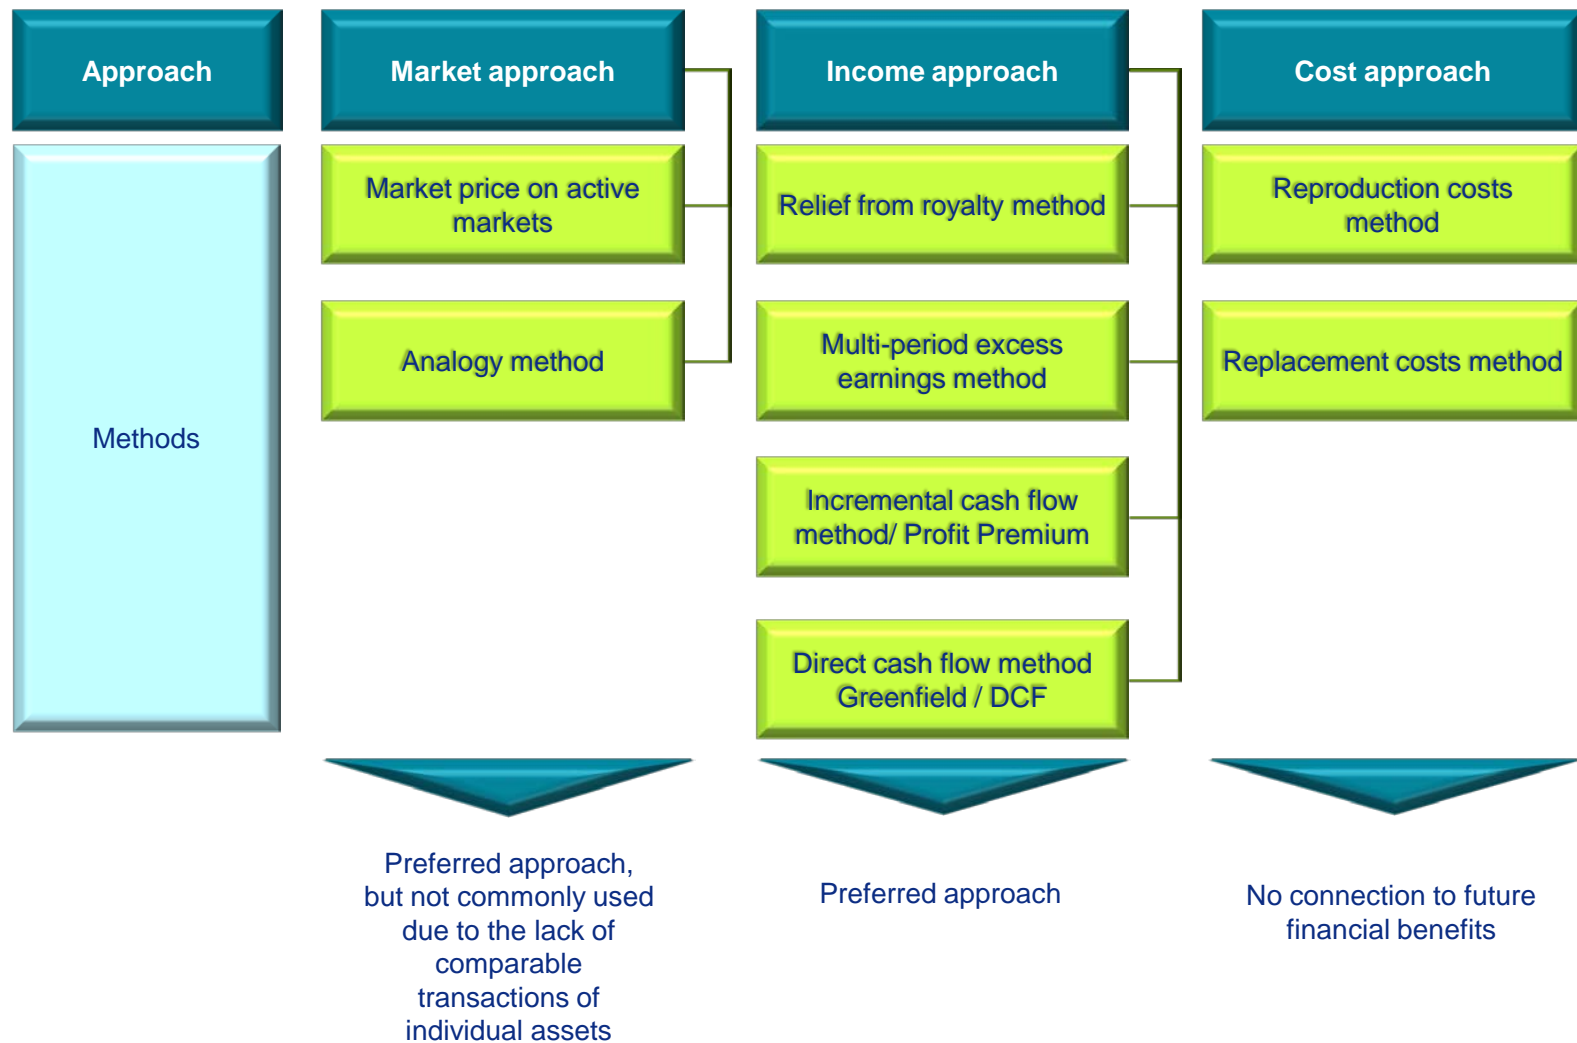 Approach
Market approach
Income approach
Cost approach
Methods
Market price on active
markets
Analogy method
Relief from royalty method
Multi-period excess
earnings method
Incremental cash flow
method/ Profit Premium
Direct cash flow method
Greenfield / DCF
Reproduction costs
method
Replacement costs method
Preferred approach,
but not commonly used
due to the lack of
comparable
transactions of
individual assets
Preferred approach
No connection to future
financial benefits